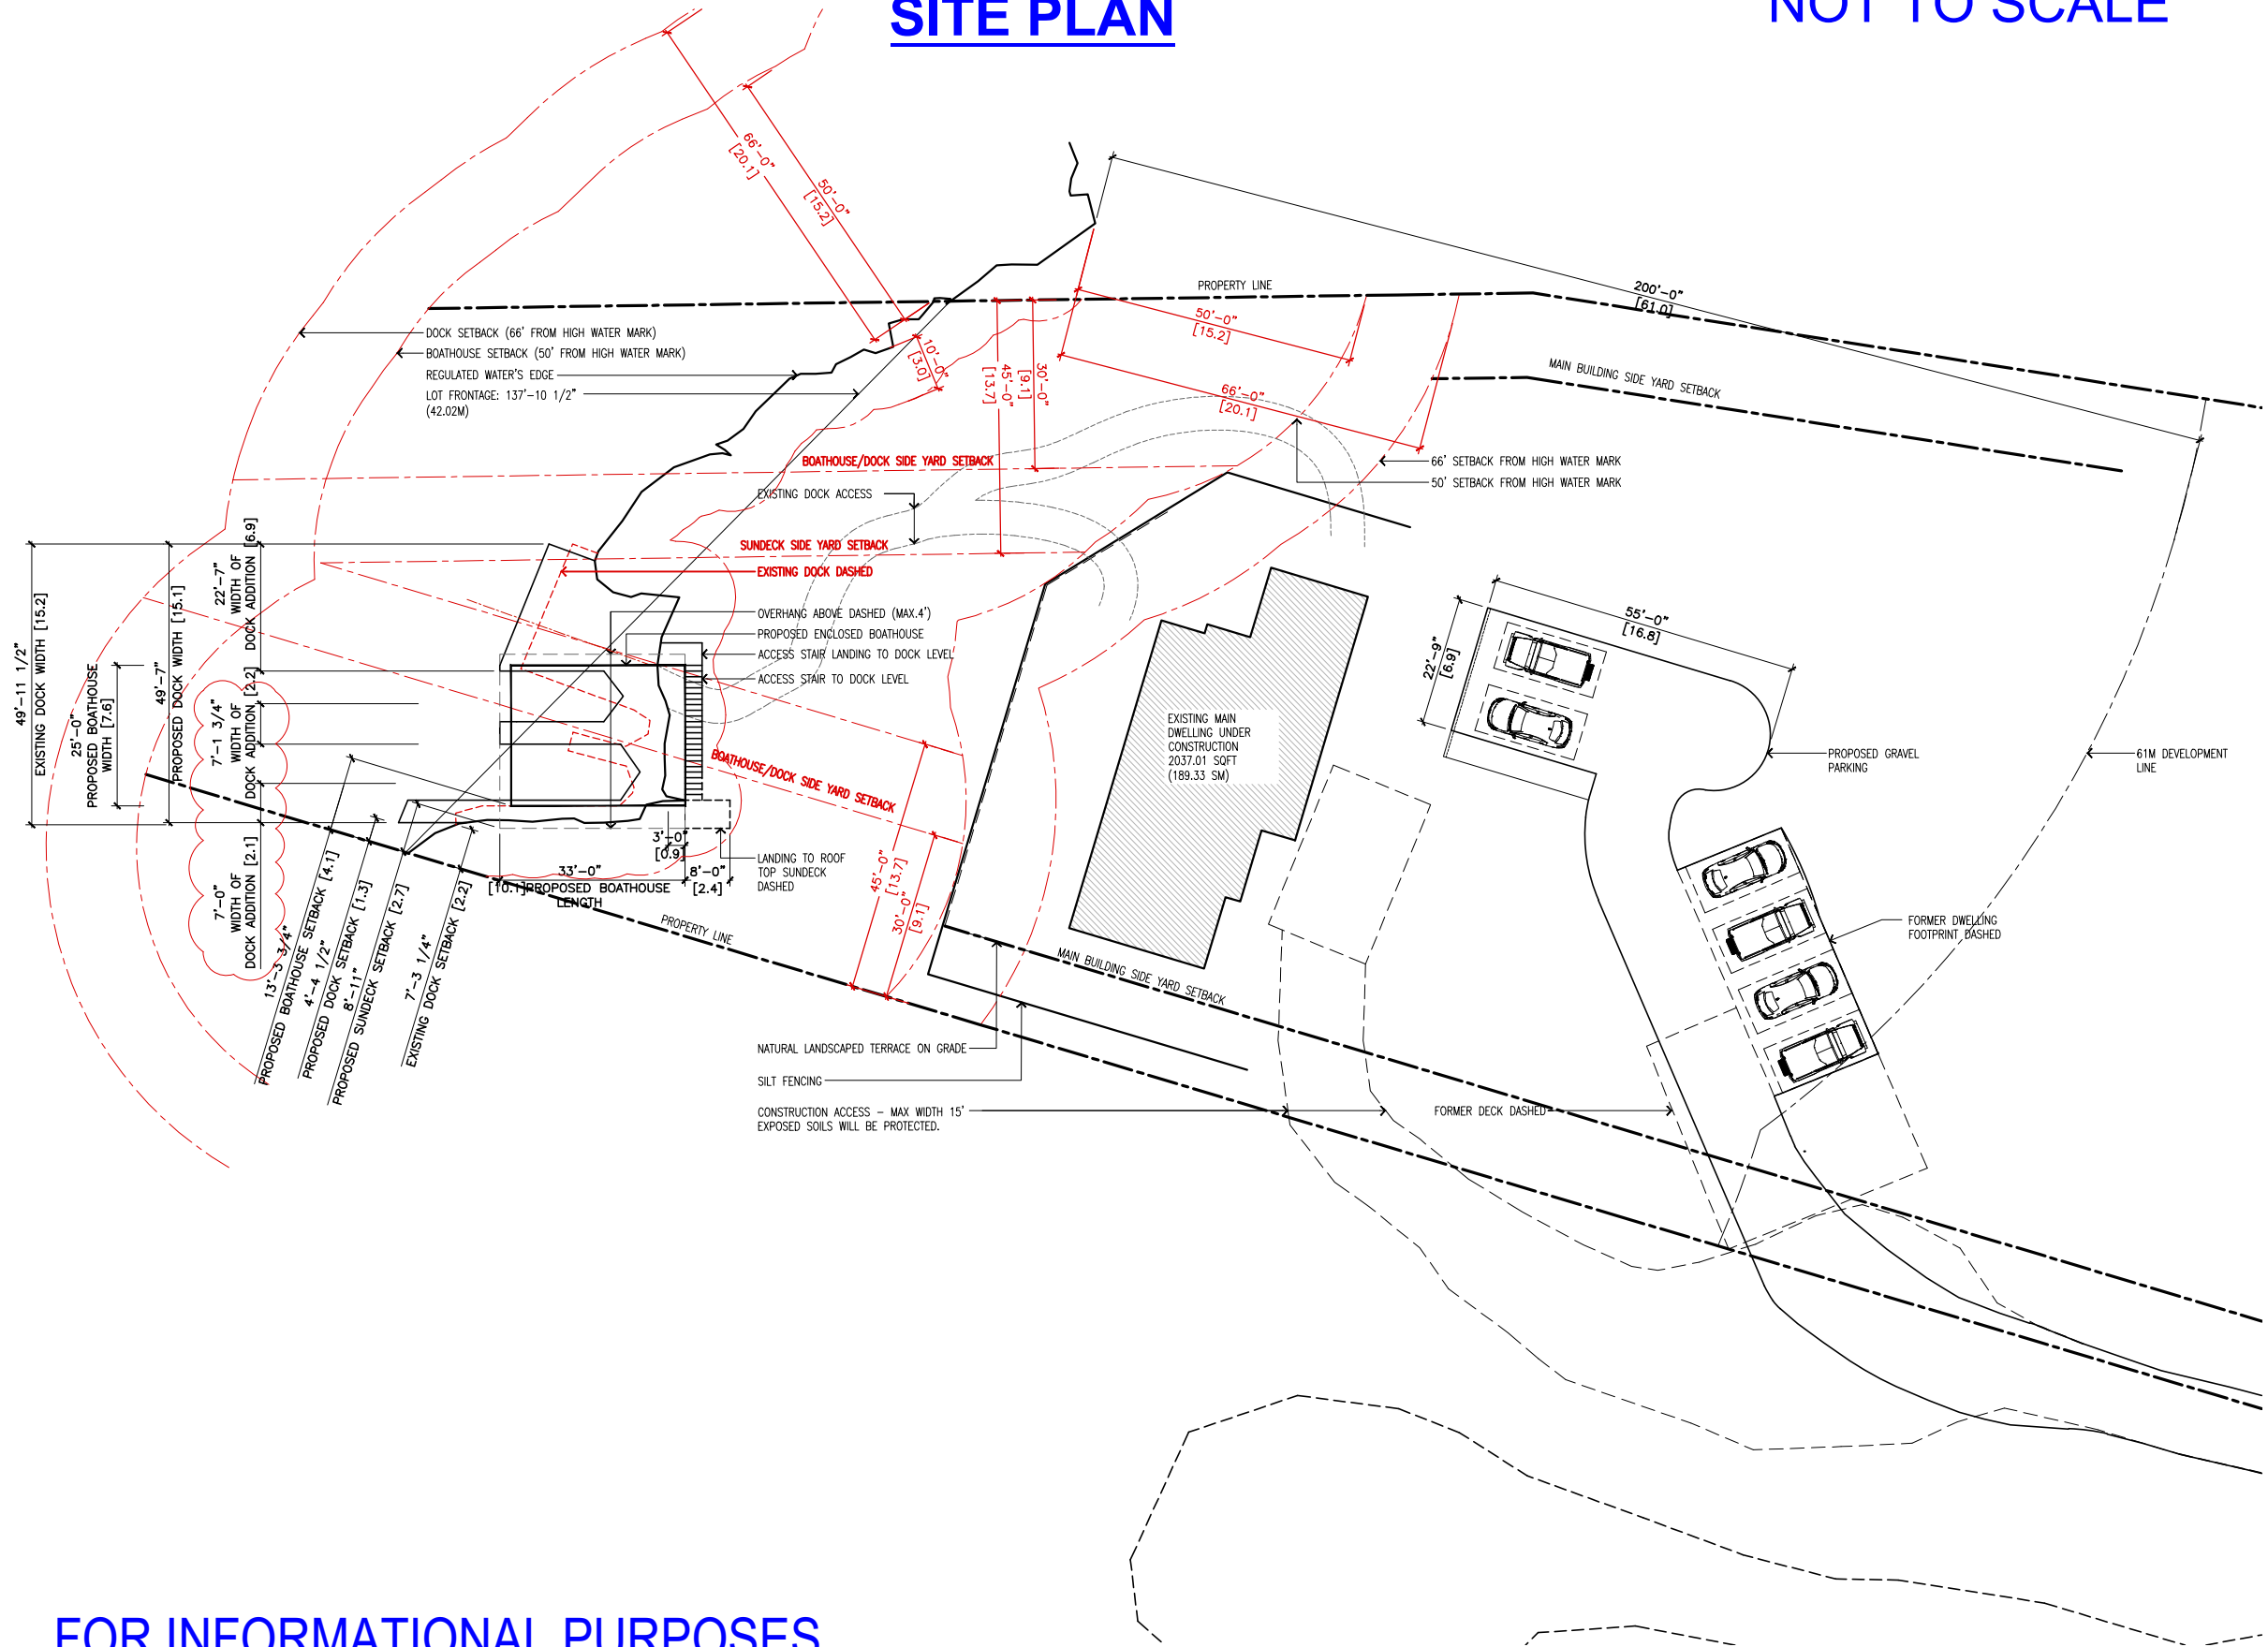 SITE PLAN
NOT TO SCALE
66'-0"
[20.1]
50'-0"
[15.2]
200'-0"
[61.0]
PROPERTY LINE
50'-0"
[15.2]
66'-0"
[20.1]
10'-0"
[3.0]
45'-0"
[13.7]
30'-0"
[9.1]
DOCK SETBACK (66' FROM HIGH WATER MARK)
BOATHOUSE SETBACK (50' FROM HIGH WATER MARK)
REGULATED WATER'S EDGE
LOT FRONTAGE: 137'-10 1/2"
(42.02M)
MAIN BUILDING SIDE YARD SETBACK
BOATHOUSE/DOCK SIDE YARD SETBACK
66' SETBACK FROM HIGH WATER MARK
50' SETBACK FROM HIGH WATER MARK
EXISTING DOCK ACCESS
SUNDECK SIDE YARD SETBACK
EXISTING DOCK DASHED
OVERHANG ABOVE DASHED (MAX.4')
PROPOSED ENCLOSED BOATHOUSE
ACCESS STAIR LANDING TO DOCK LEVEL
ACCESS STAIR TO DOCK LEVEL
49'-11 1/2"
EXISTING DOCK WIDTH [15.2]
25'-0"
PROPOSED BOATHOUSE
WIDTH [7.6]
49'-7"
PROPOSED DOCK WIDTH [15.1]
22'-7"
WIDTH OF
DOCK ADDITION [6.9]
7'-1 3/4"
WIDTH OF
DOCK ADDITION [2.2]
7'-0"
WIDTH OF
DOCK ADDITION [2.1]
13'-3 3/4"
PROPOSED BOATHOUSE SETBACK [4.1]
4'-4 1/2"
PROPOSED DOCK SETBACK [1.3]
8'-11"
PROPOSED SUNDECK SETBACK [2.7]
7'-3 1/4"
EXISTING DOCK SETBACK [2.2]
3'-0"
[0.9]
33'-0"
[10.1]PROPOSED BOATHOUSE
LENGTH
8'-0"
[2.4]
LANDING TO ROOF
TOP SUNDECK
DASHED
BOATHOUSE/DOCK SIDE YARD SETBACK
45'-0"
[13.7]
30'-0"
[9.1]
PROPERTY LINE
EXISTING MAIN
DWELLING UNDER
CONSTRUCTION
2037.01 SQFT
(189.33 SM)
22'-9"
[6.9]
55'-0"
[16.8]
PROPOSED GRAVEL
PARKING
61M DEVELOPMENT
LINE
FORMER DWELLING
FOOTPRINT DASHED
MAIN BUILDING SIDE YARD SETBACK
NATURAL LANDSCAPED TERRACE ON GRADE
SILT FENCING
CONSTRUCTION ACCESS - MAX WIDTH 15'
EXPOSED SOILS WILL BE PROTECTED.
FORMER DECK DASHED
FOR INFORMATIONAL PURPOSES